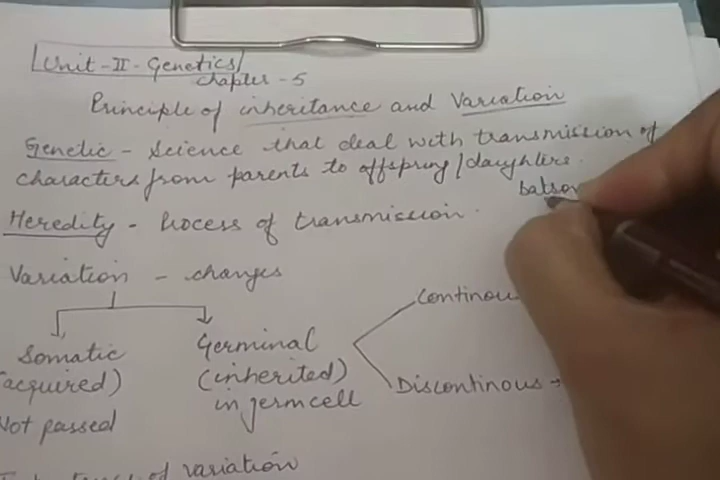 Unit-II-Genetics
Chapter-5
Principle of inheritance and Variation
Genetic - Science that deal with transmission of
characters from parents to offspring/daughters.
batson
Heredity - Process of transmission.
Variation - changes
Continou
Somatic
Germinal
(acquired)
(inherited)
Discontinous →
Not passed
in germcell
of variation